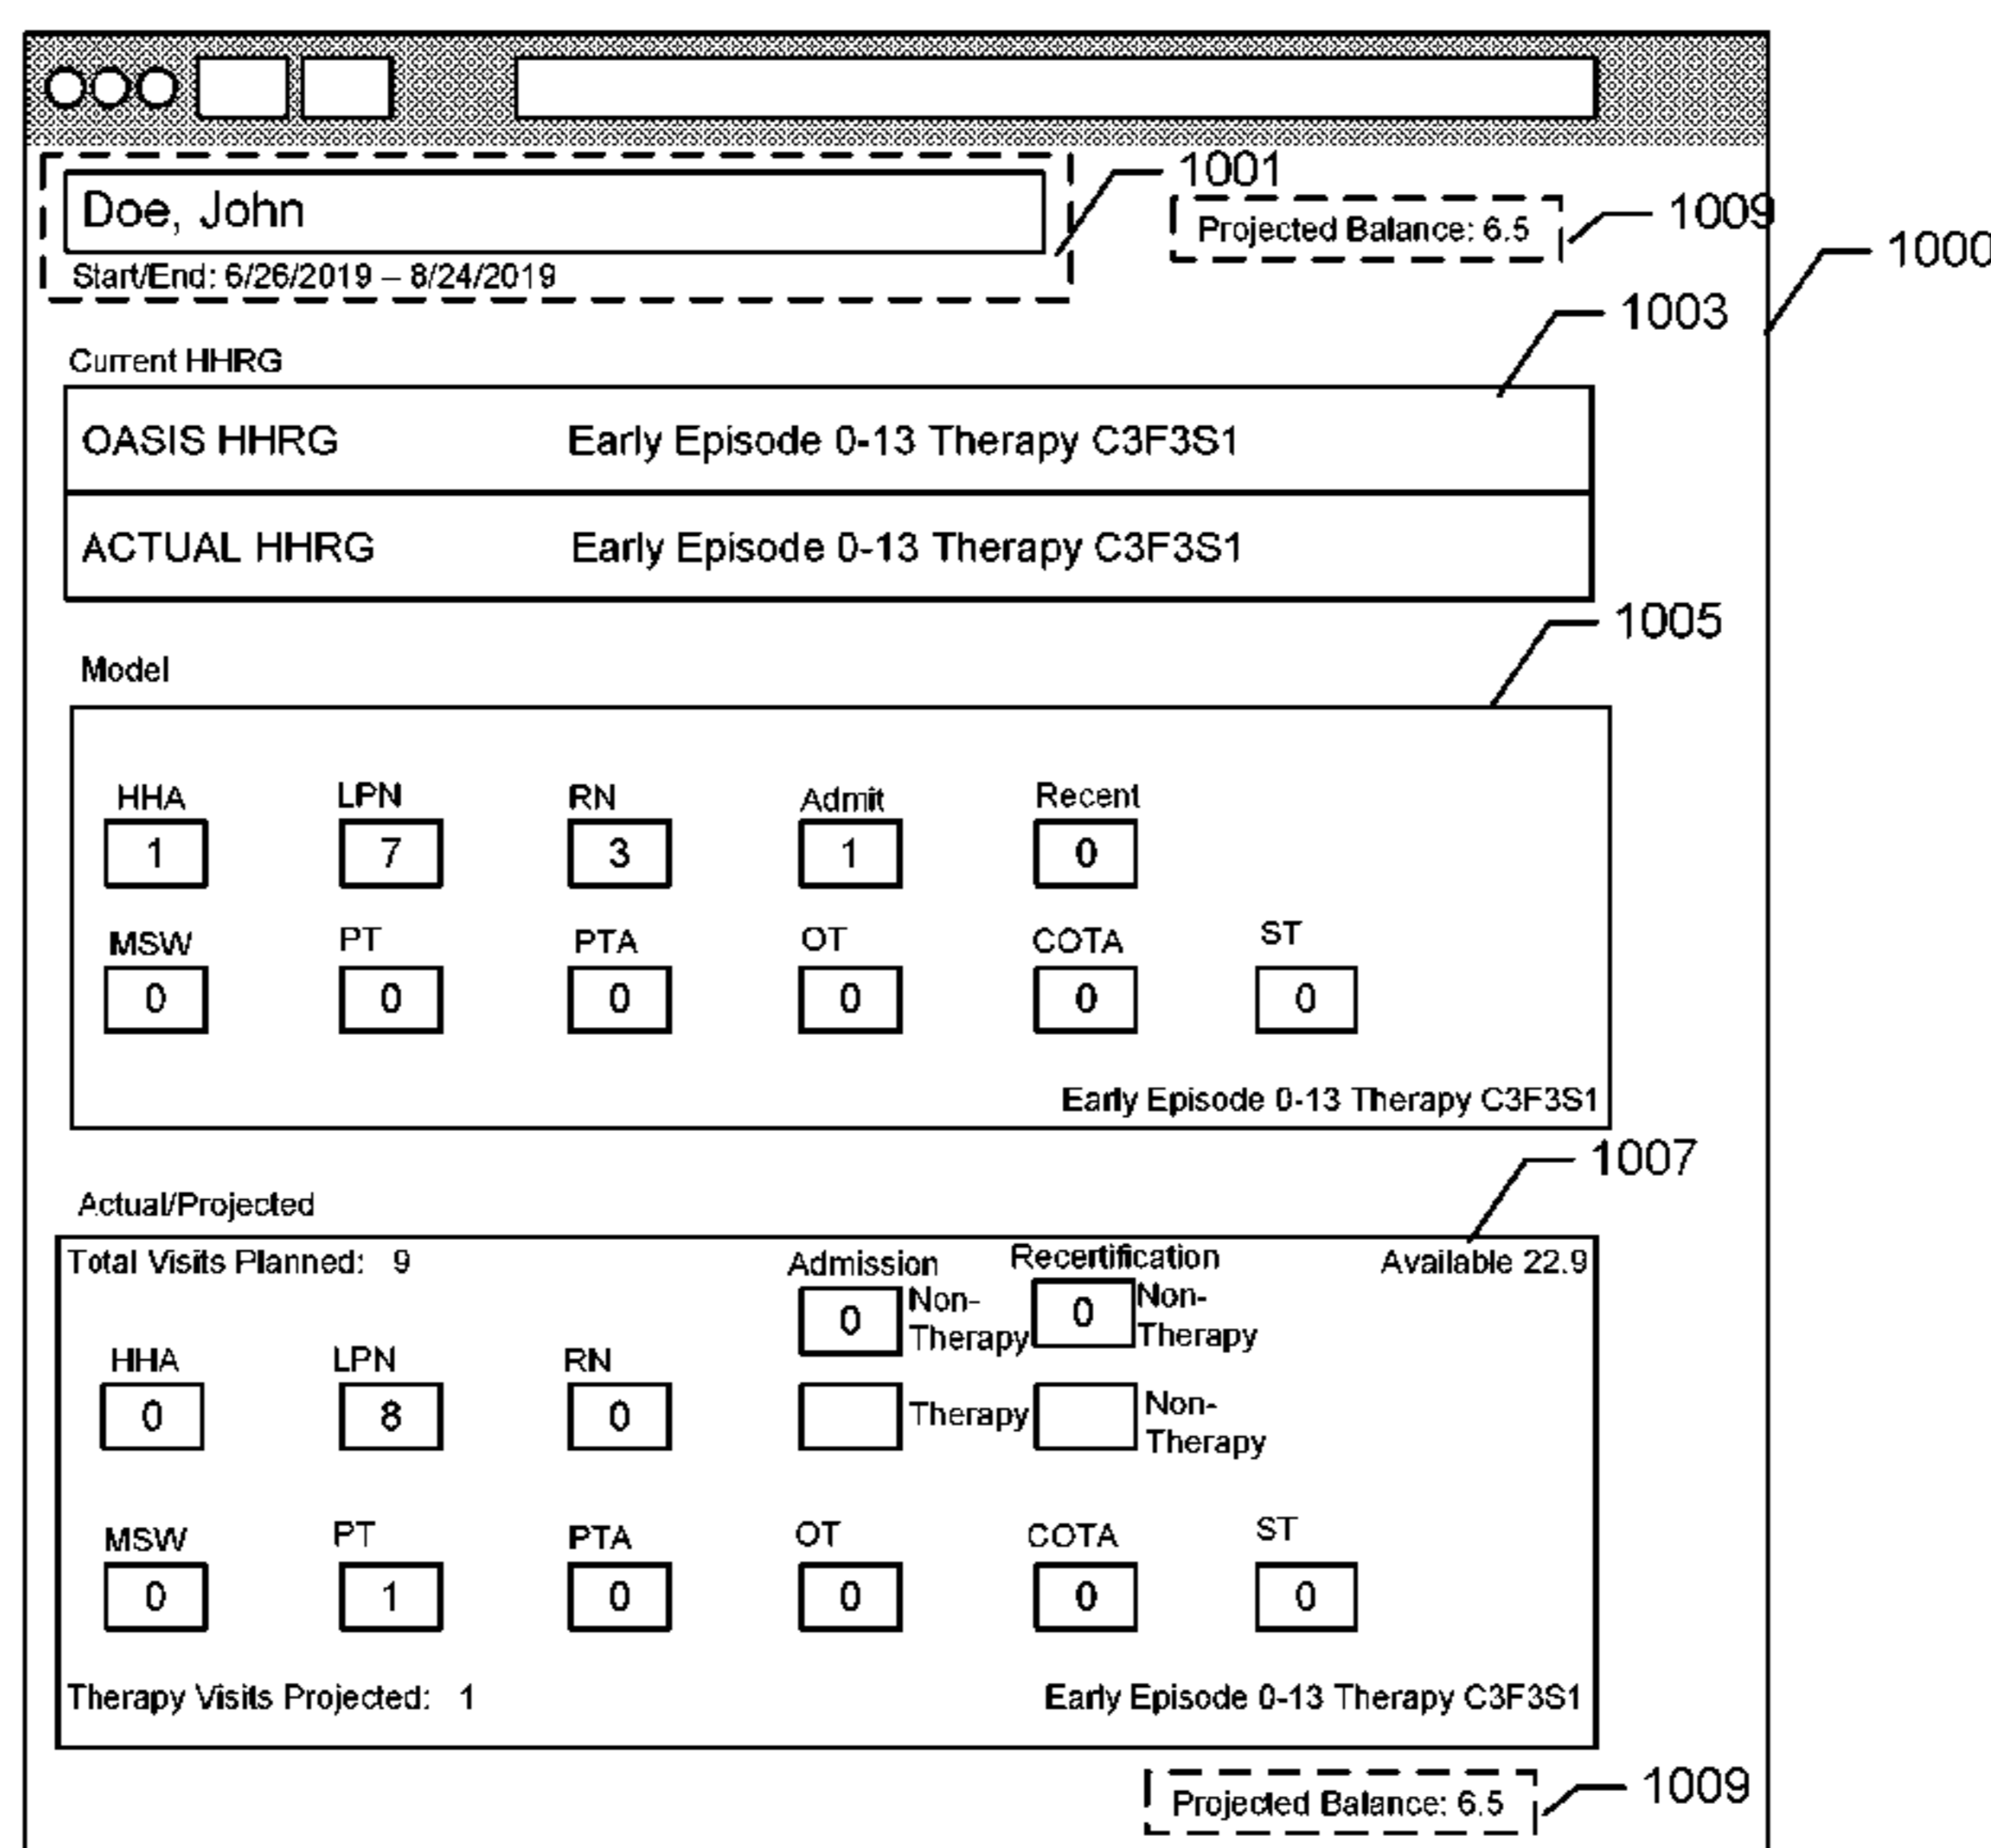 1001
Doe, John
Projected Balance: 6.5
1009
Start/End: 6/26/2019 – 8/24/2019
1000
1003
Current HHRG
OASIS HHRG Early Episode 0-13 Therapy C3F3S1
ACTUAL HHRG Early Episode 0-13 Therapy C3F3S1
1005
Model
HHA LPN RN Admit Recent
1 7 3 1 0
MSW PT PTA OT COTA ST
0 0 0 0 0 0
Early Episode 0-13 Therapy C3F3S1
1007
Actual/Projected
Total Visits Planned: 9 Admission Recertification Available 22.9
0 Non- 0 Non-
Therapy Therapy
HHA LPN RN
0 8 0 Therapy Non-
Therapy
MSW PT PTA OT COTA ST
0 1 0 0 0 0
Therapy Visits Projected: 1 Early Episode 0-13 Therapy C3F3S1
Projected Balance: 6.5 1009